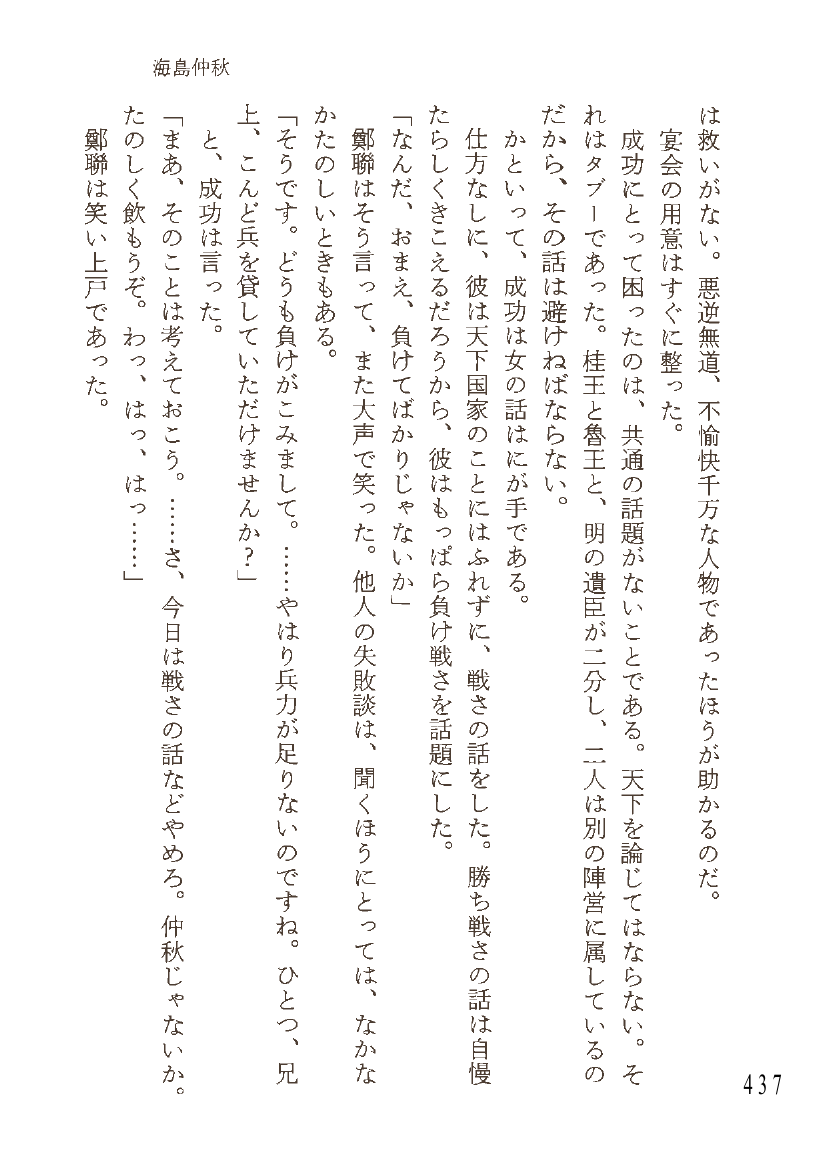 海島仲秋
は救いがない。悪逆無道、不愉快千万な人物であったほうが助かるのだ。
宴会の用意はすぐに整った。
成功にとって困ったのは、共通の話題がないことである。天下を論じてはならない。そ
れはタブーであった。桂王と魯王と、明の遺臣が二分し、二人は別の陣営に属しているの
だから、その話は避けねばならない。
かといって、成功は女の話はにが手である。
仕方なしに、彼は天下国家のことにはふれずに、戦さの話をした。勝ち戦さの話は自慢
たらしくきこえるだろうから、彼はもっぱら負け戦さを話題にした。
「なんだ、おまえ、負けてばかりじゃないか」
鄭聯はそう言って、また大声で笑った。他人の失敗談は、聞くほうにとっては、なかな
かたのしいときもある。
「そうです。どうも負けがこみまして。……やはり兵力が足りないのですね。ひとつ、兄
上、こんど兵を貸していただけませんか?」
と、成功は言った。
「まあ、そのことは考えておこう。……さ、今日は戦さの話などやめろ。仲秋じゃないか。
たのしく飲もうぞ。わっ、はっ、はっ……」
鄭聯は笑い上戸であった。
437